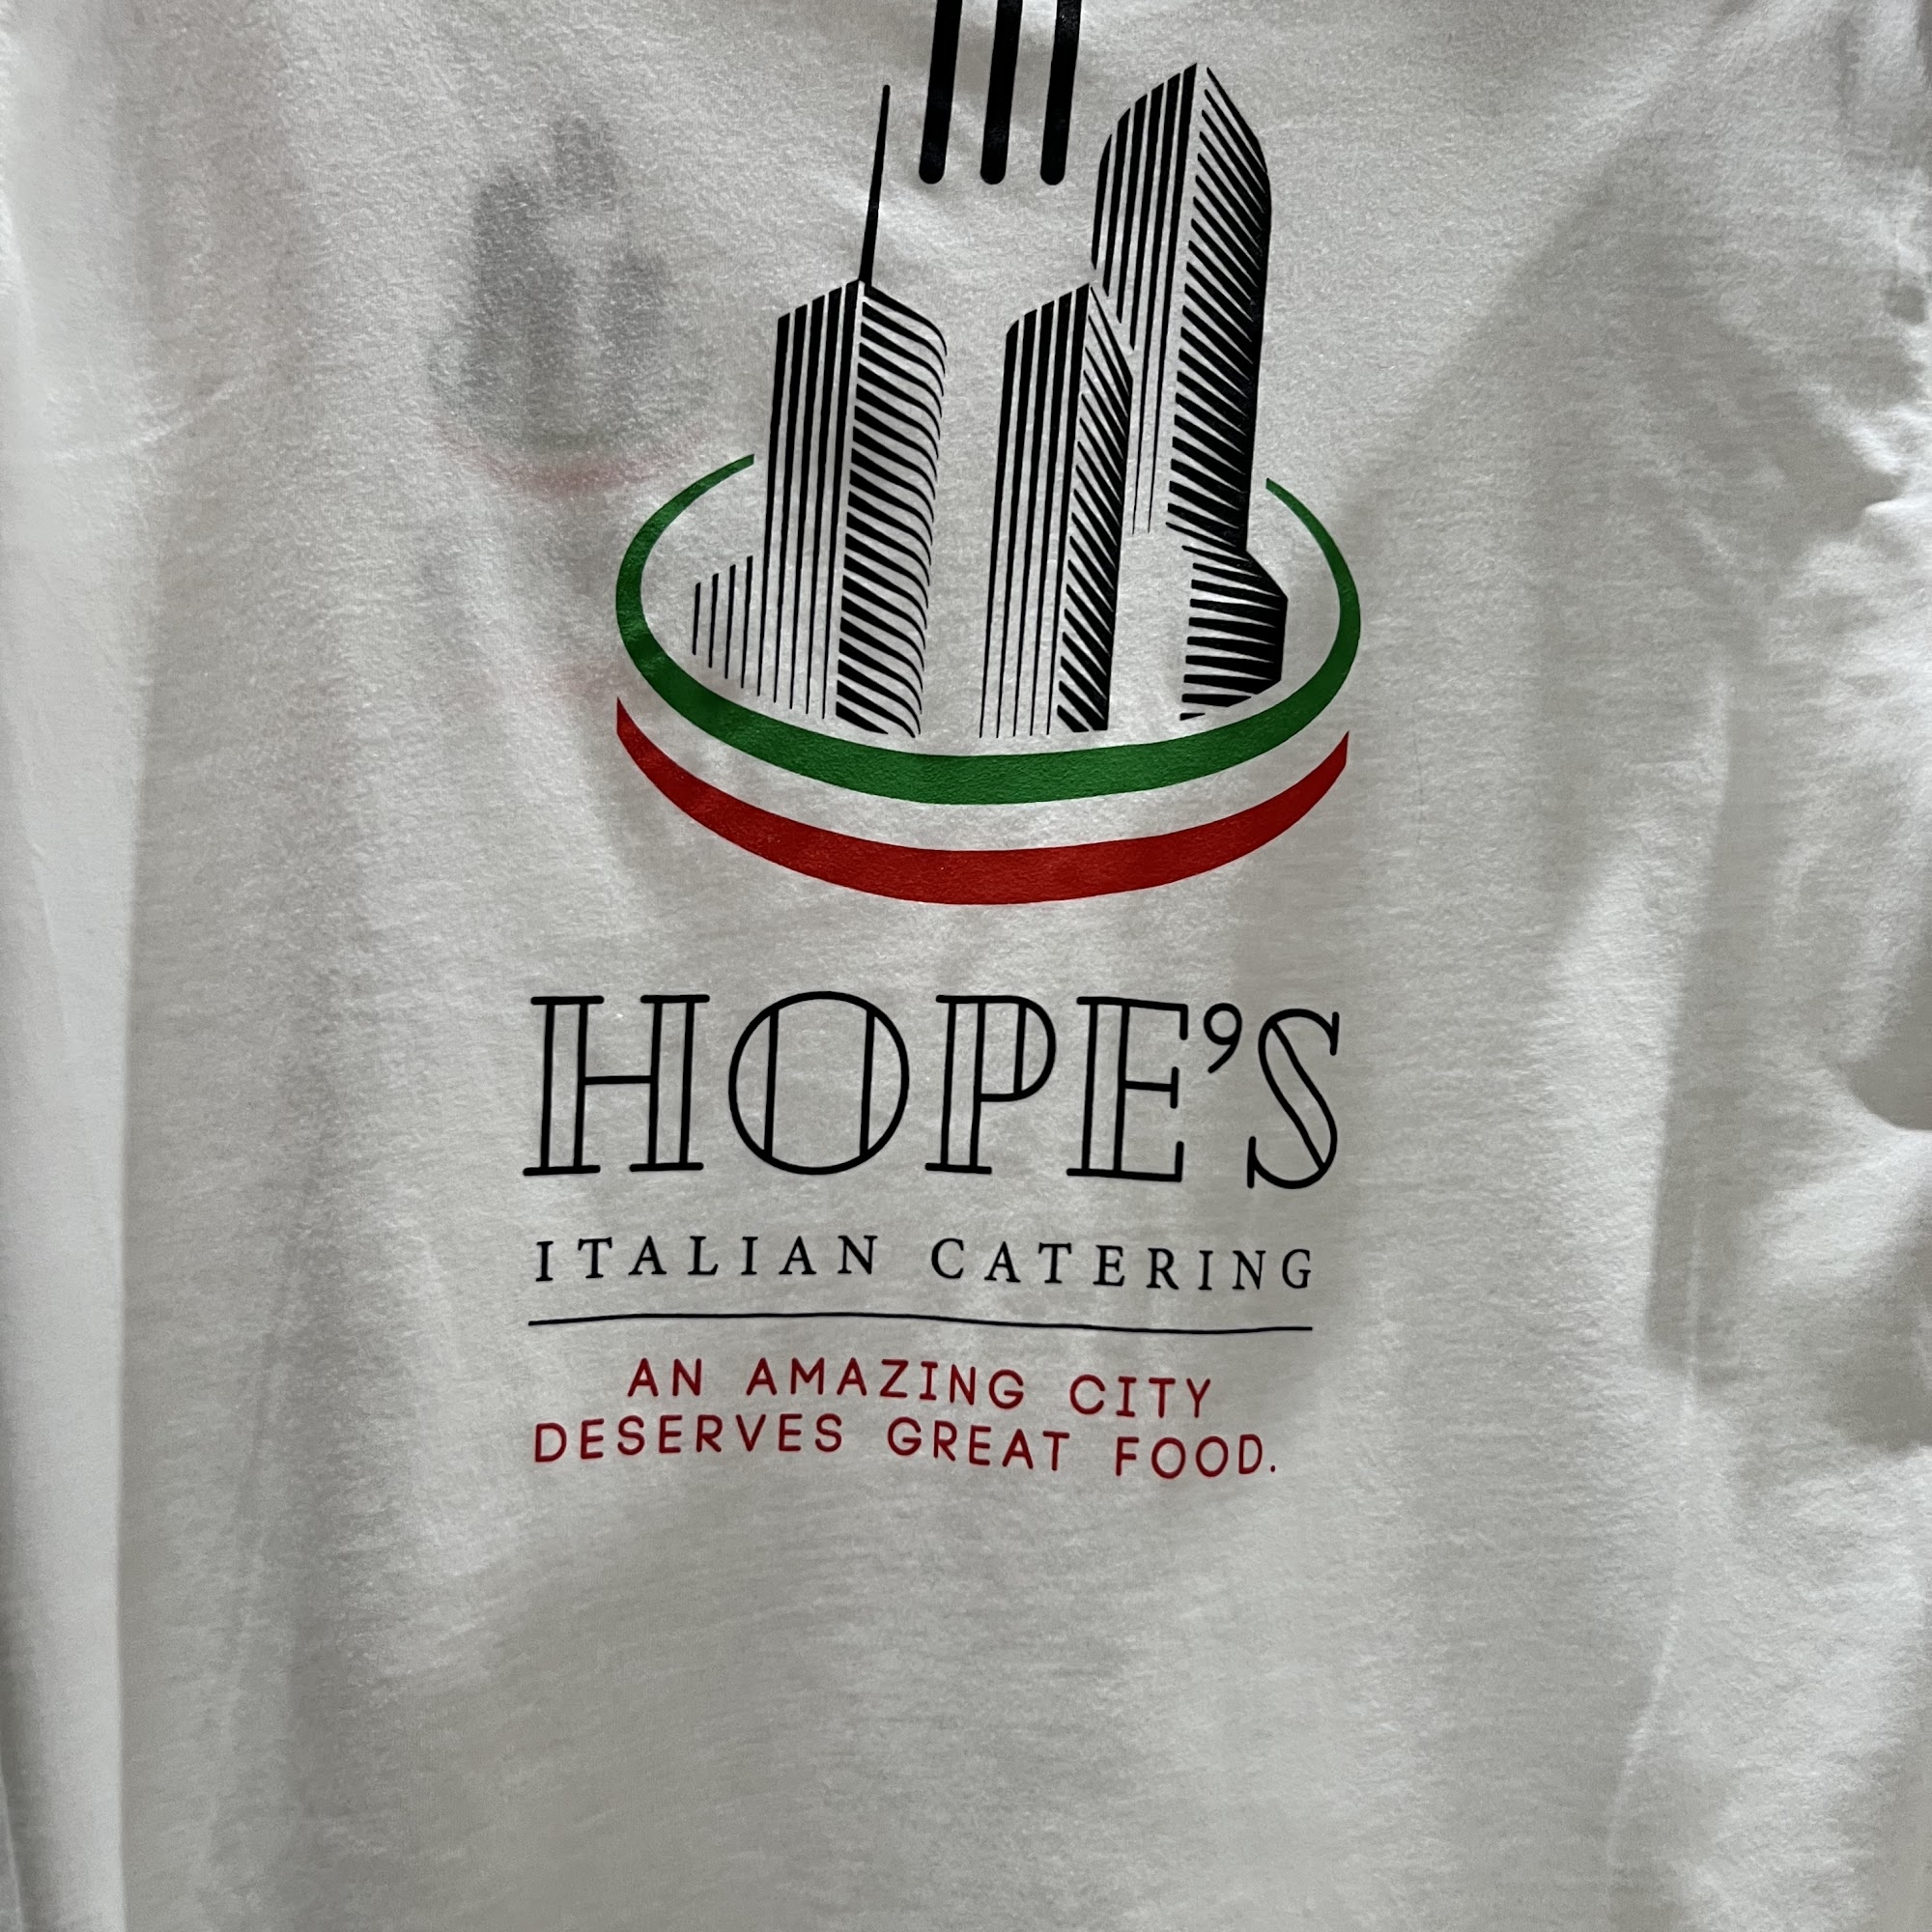 HOPE'S
ITALIAN CATERING
AN AMAZING CITY
DESERVES GREAT FOOD.